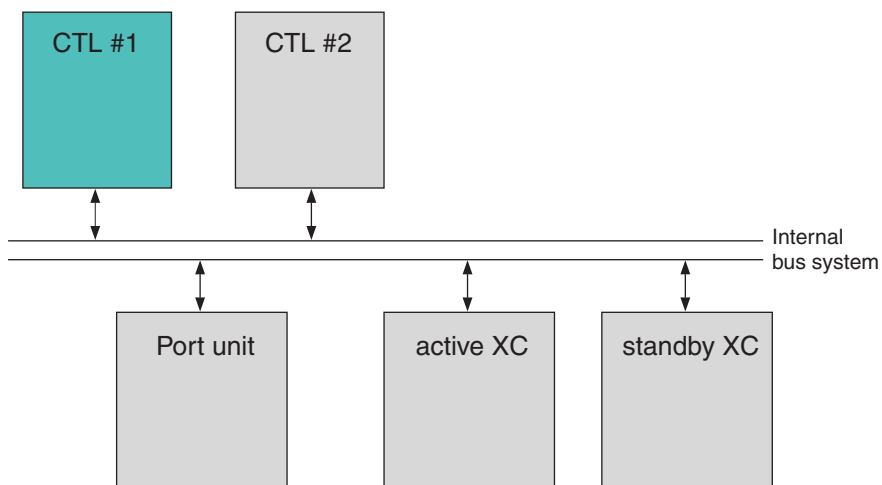 CTL #1
CTL #2
Internal
bus system
Port unit
active XC
standby XC